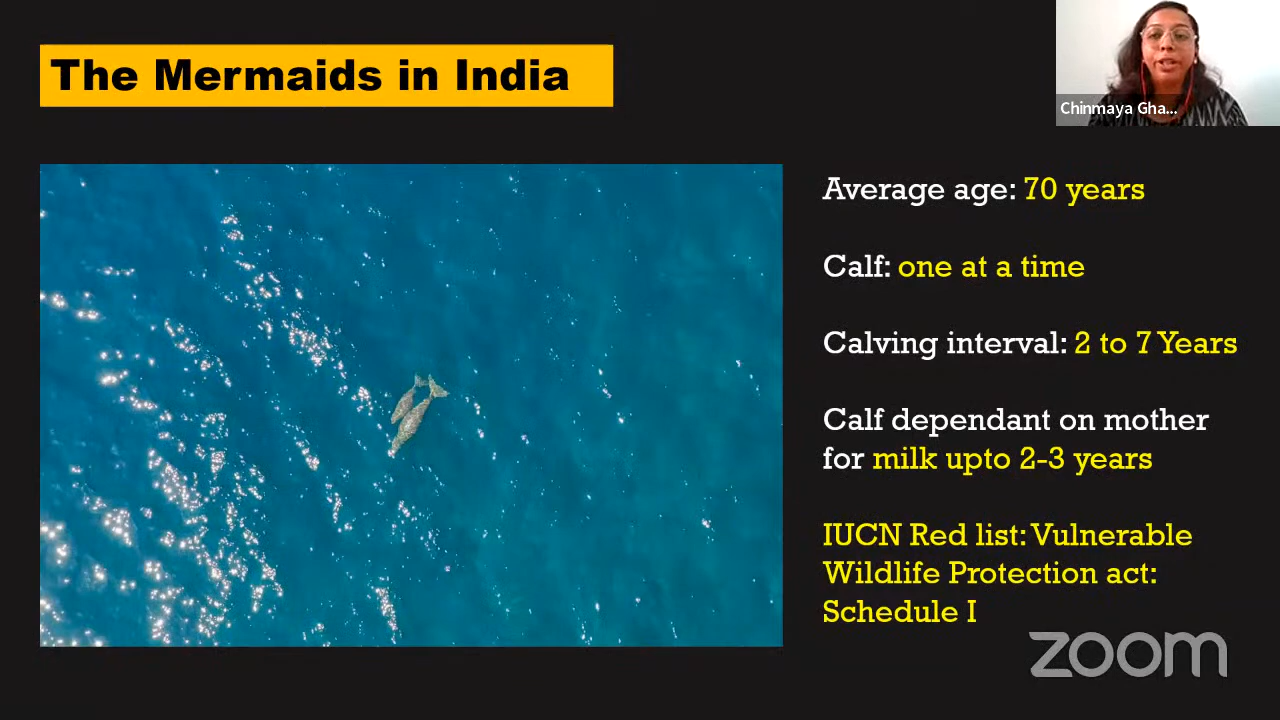 The Mermaids in India
Chinmaya Gha...
Average age: 70 years
Calf: one at a time
Calving interval: 2 to 7 Years
Calf dependant on mother
for milk upto 2-3 years
IUCN Red list: Vulnerable
Wildlife Protection act:
Schedule I
zoom